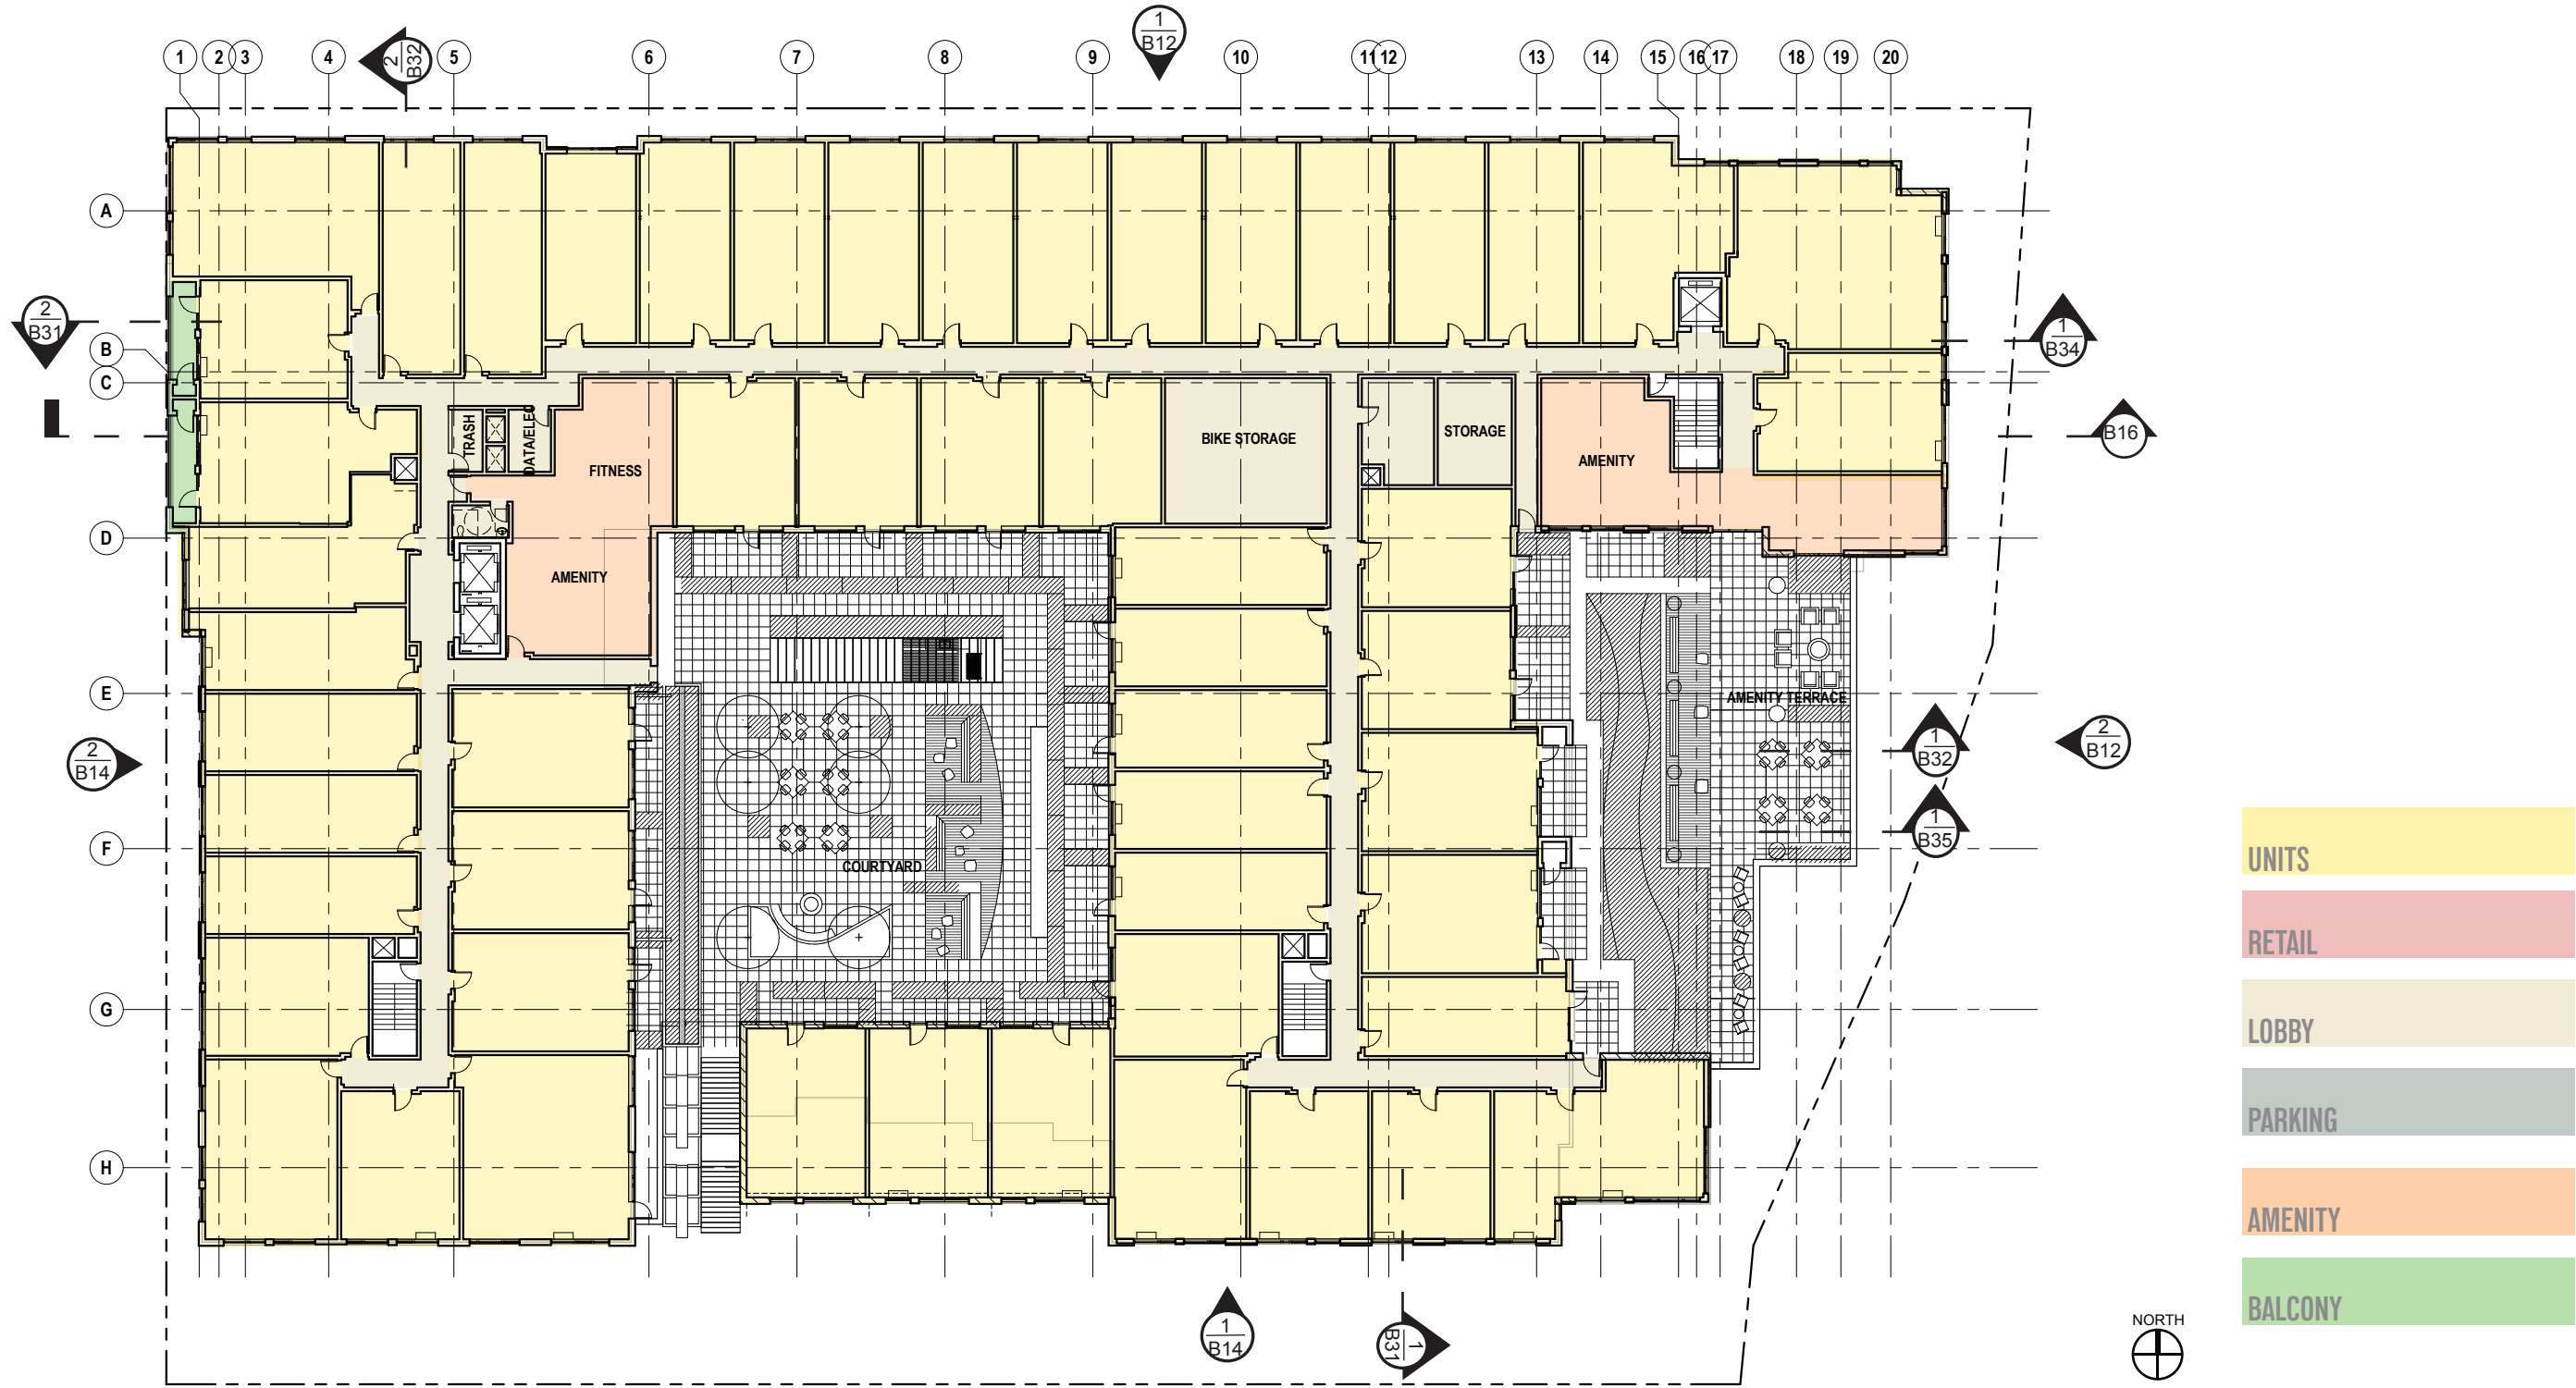 1
B12
1
2
3
4
2
B32
5
6
7
8
9
10
11
12
13
14
15
16
17
18
19
20
A
2
B31
B
C
1
B34
B16
TRASH
DATA/ELEC
FITNESS
BIKE STORAGE
STORAGE
AMENITY
D
AMENITY
E
AMENITY TERRACE
2
B14
1
B32
2
B12
F
COURTYARD
1
B35
G
H
1
B14
1
B31
UNITS
RETAIL
LOBBY
PARKING
AMENITY
BALCONY
NORTH